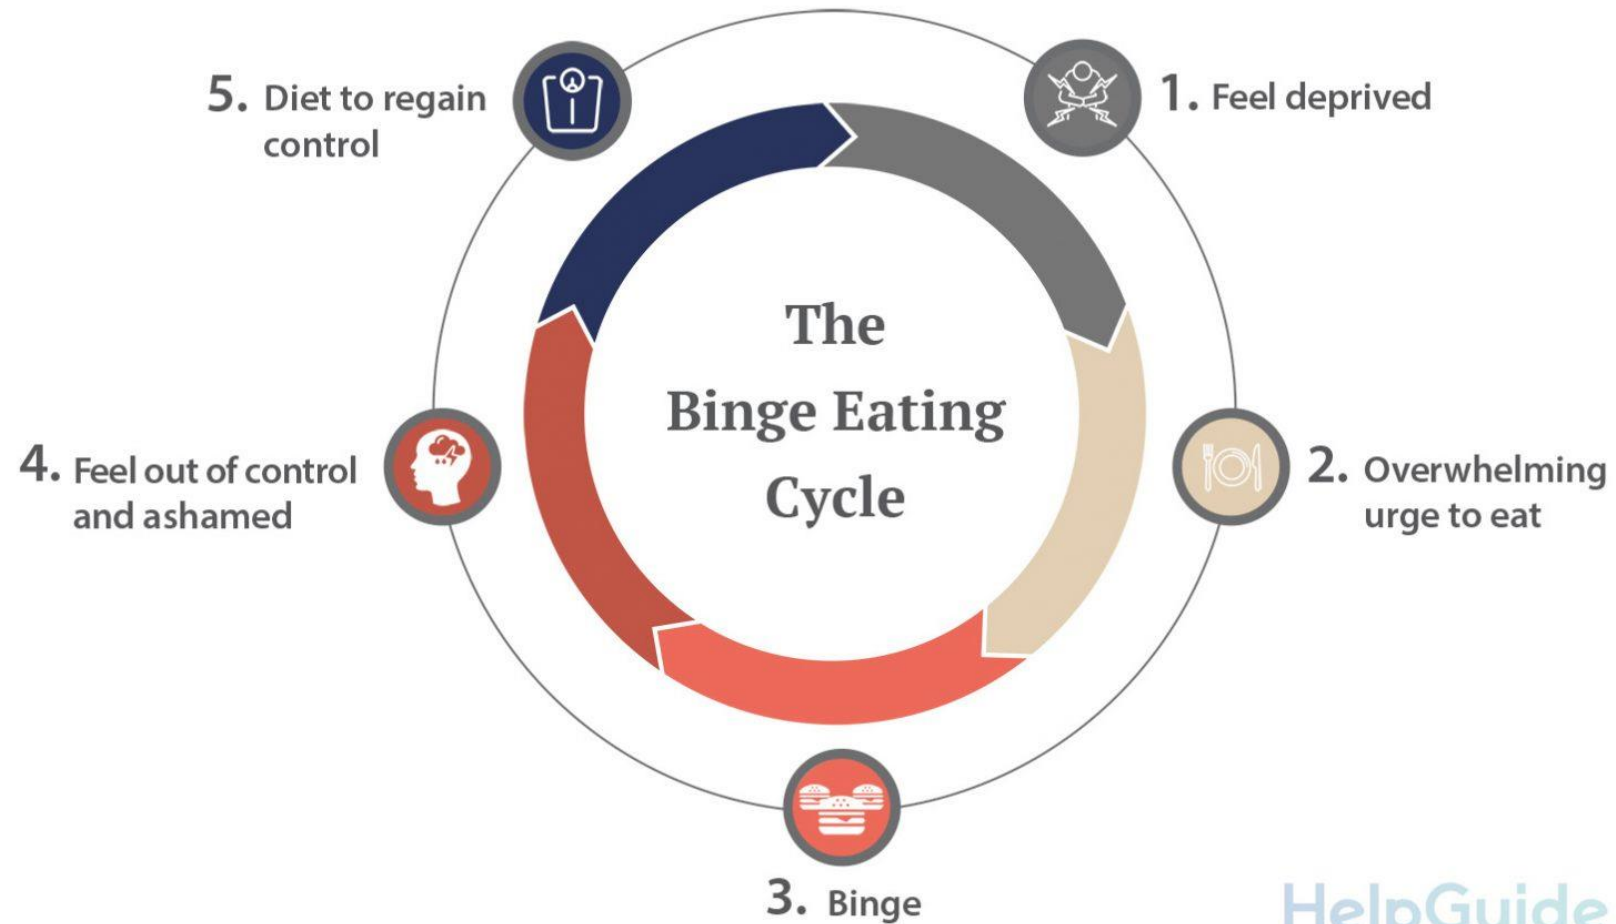 The
Binge Eating
Cycle
1. Feel deprived
2. Overwhelming
urge to eat
3. Binge
4. Feel out of control
and ashamed
5. Diet to regain
control
HelpGuide